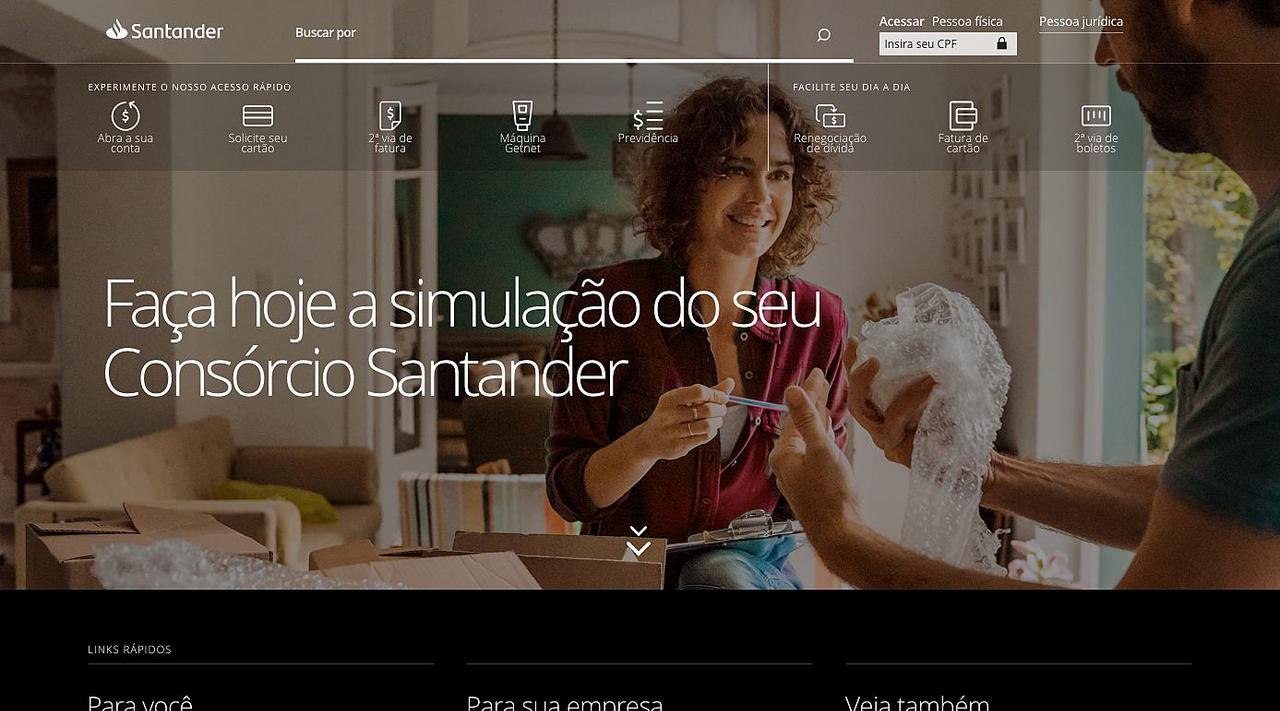 Santander
Buscar por
Acessar Pessoa física
Pessoa jurídica
Insira seu CPF
EXPERIMENTE O NOSSO ACESSO RÁPIDO
Abra a sua
conta
Solicite seu
cartão
2ª via de
fatura
Máquina
Getnet
Previdência
FACILITE SEU DIA A DIA
Renegociação
de dívida
Fatura de
cartão
2ª via de
boletos
Faça hoje a simulação do seu
Consórcio Santander
LINKS RÁPIDOS
Para você
Para sua empresa
Veja também